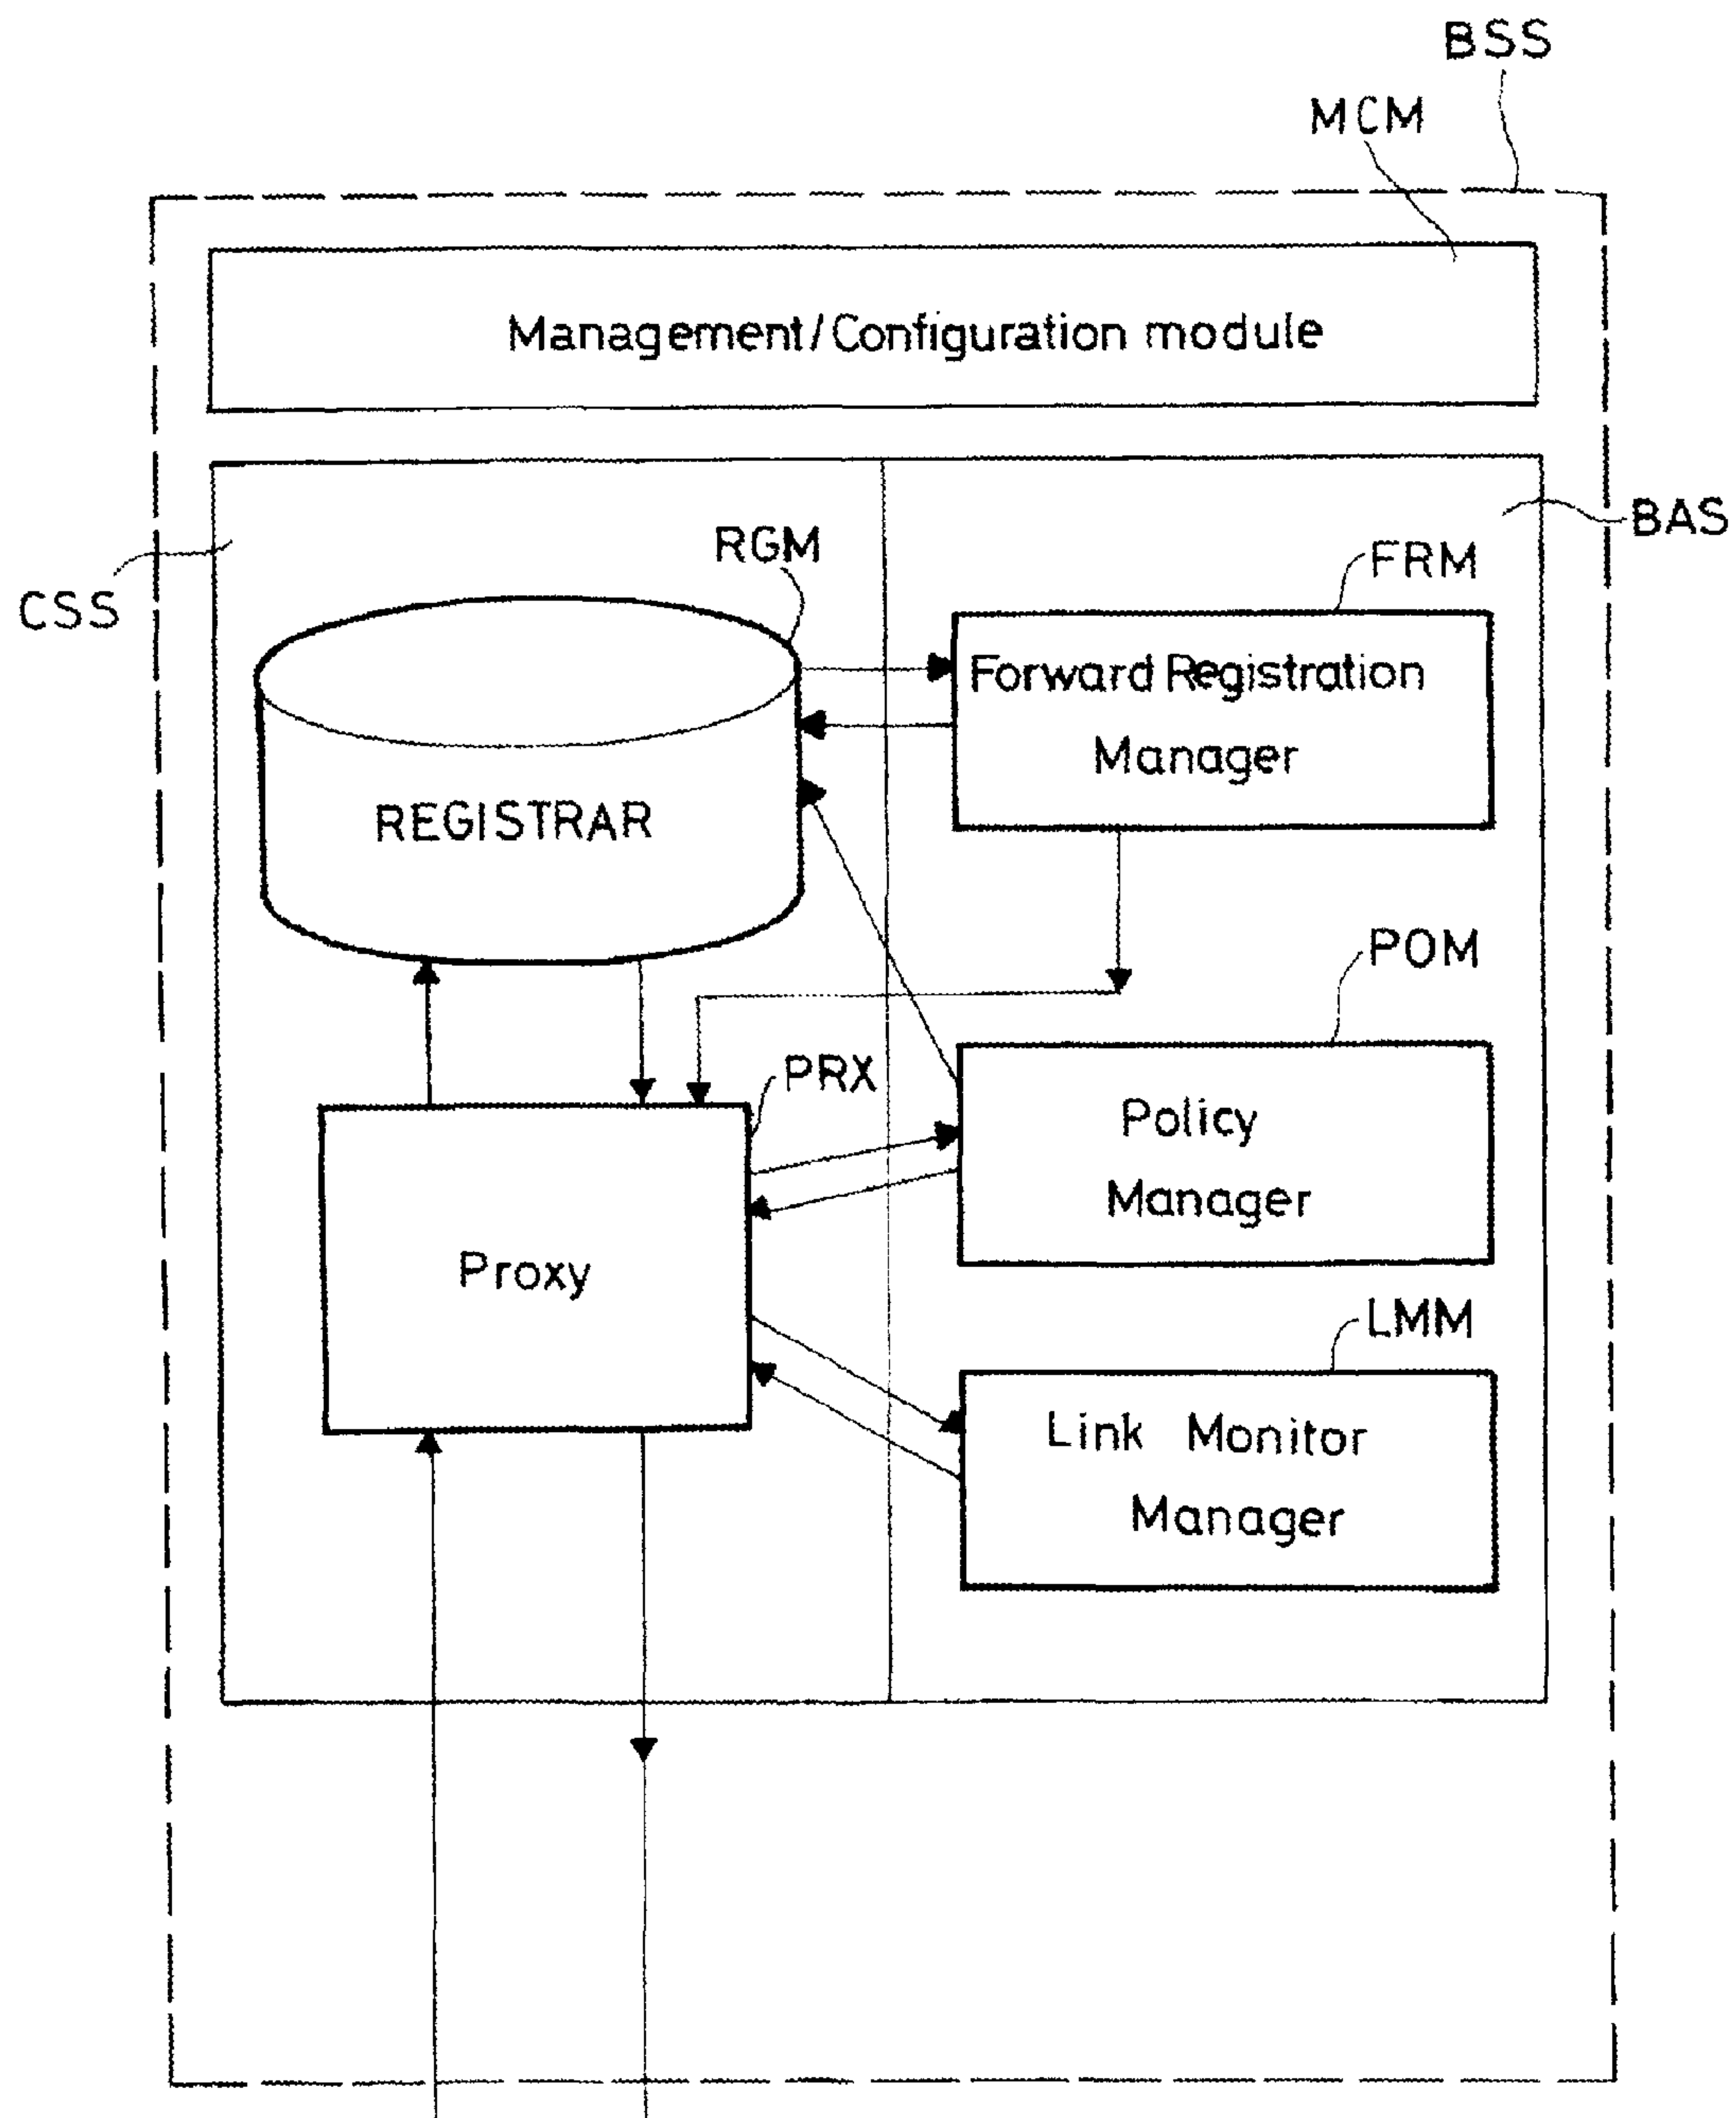 BSS
MCM
Management/Configuration module
BAS
CSS
RGM
FRM
Forward Registration
Manager
REGISTRAR
POM
PRX
Policy
Manager
Proxy
LMM
Link Monitor
Manager